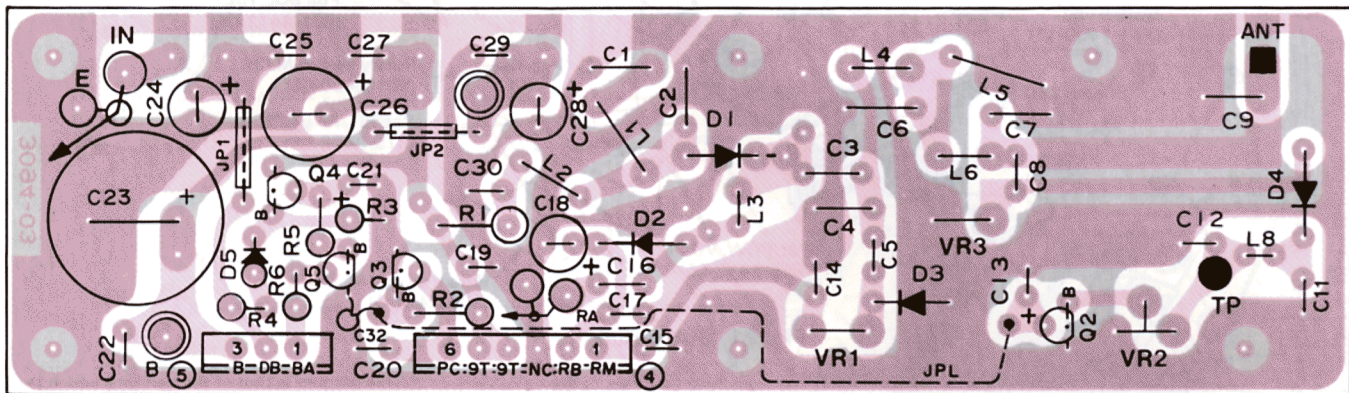 IN
C25
C27
C29
C1
L4
L5
ANT
E
C24
+
C26
+
C28
+
C2
D1
C6
C7
C9
3094-03
JP1
JP2
L1
L2
C3
L6
C8
D4
C23
+
Q4
B
C21
C30
C18
L3
C4
R3
+
R1
D2
VR3
C12
L8
D5
R5
B
Q5
Q3
B
C19
+
C16
C5
C14
D3
C13
+
B
Q2
TP
C11
R6
R4
R2
RA
C17
C22
B
5
3
1
B
DB
BA
C32
C20
6
1
PC
9T
9T
NC
RB
RM
C15
4
VR1
JPL
VR2